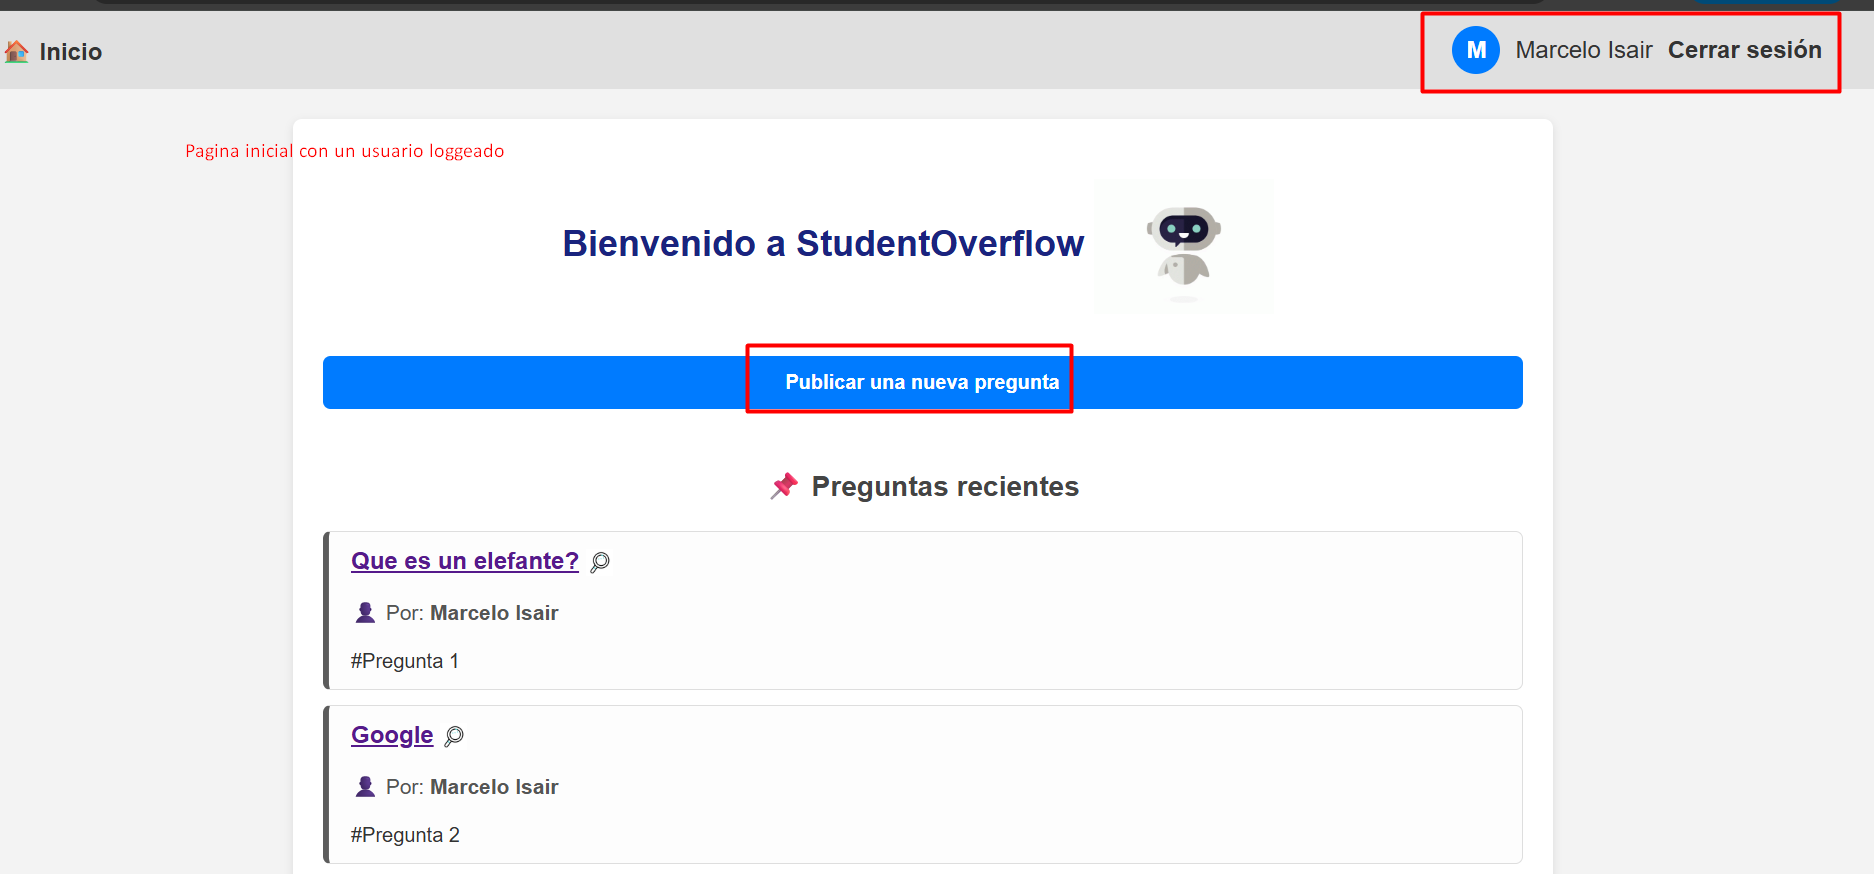 Inicio
M Marcelo Isair Cerrar sesión
Pagina inicial con un usuario loggeado
Bienvenido a StudentOverflow
Publicar una nueva pregunta
Preguntas recientes
Que es un elefante?
Por: Marcelo Isair
#Pregunta 1
Google
Por: Marcelo Isair
#Pregunta 2